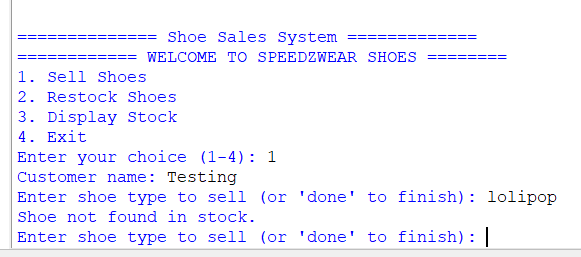 ============== Shoe Sales System =============
============ WELCOME TO SPEEDZWEAR SHOES ========
1. Sell Shoes
2. Restock Shoes
3. Display Stock
4. Exit
Enter your choice (1-4): 1
Customer name: Testing
Enter shoe type to sell (or 'done' to finish): lolipop
Shoe not found in stock.
Enter shoe type to sell (or 'done' to finish):